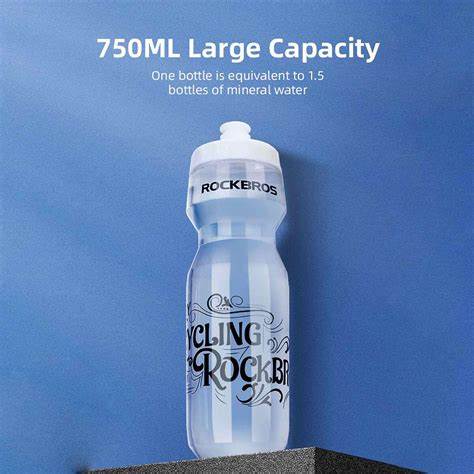 750ML Large Capacity
One bottle is equivalent to 1.5
bottles of mineral water
ROCKBROS
YCLING
ROCKBR